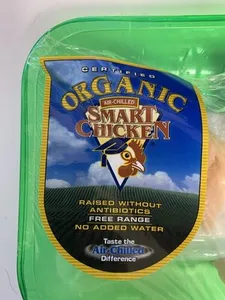 CERTIFIED
ORGANIC
AIR-CHILLED
SMART
CHICKEN
RAISED WITHOUT
ANTIBIOTICS
FREE RANGE
NO ADDED WATER
Taste the
Air-Chilled
Difference